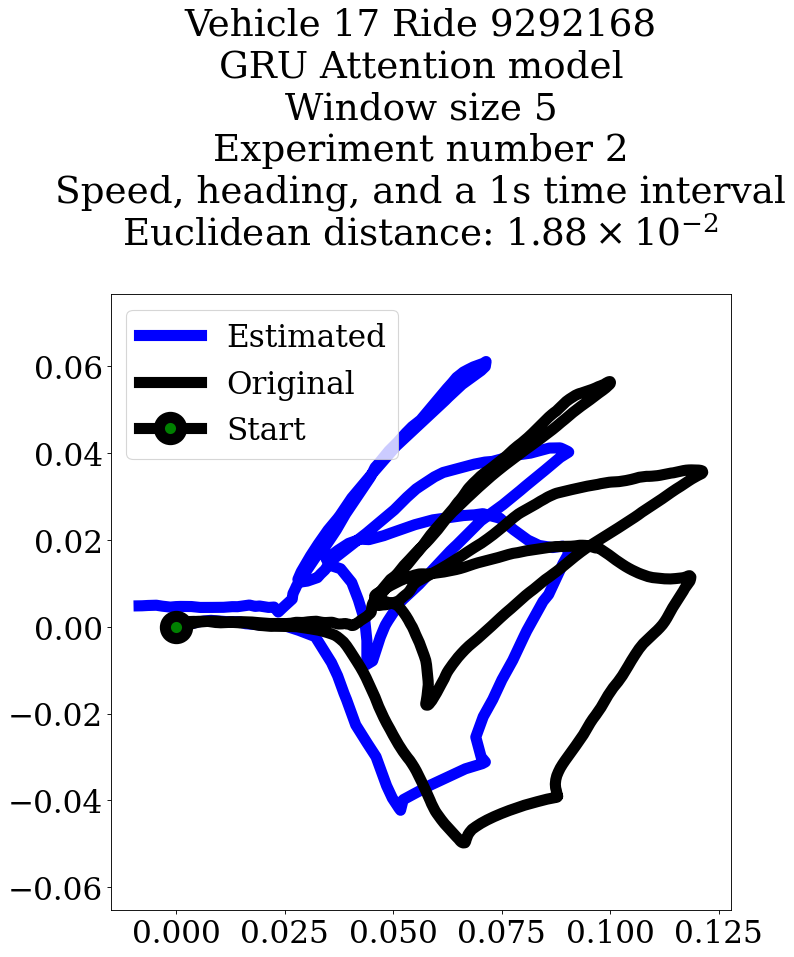 Vehicle 17 Ride 9292168
GRU Attention model
Window size 5
Experiment number 2
Speed, heading, and a 1s time interval
Euclidean distance: 1.88 × 10⁻²
Estimated
Original
Start
0.06
0.04
0.02
0.00
−0.02
−0.04
−0.06
0.000 0.025 0.050 0.075 0.100 0.125